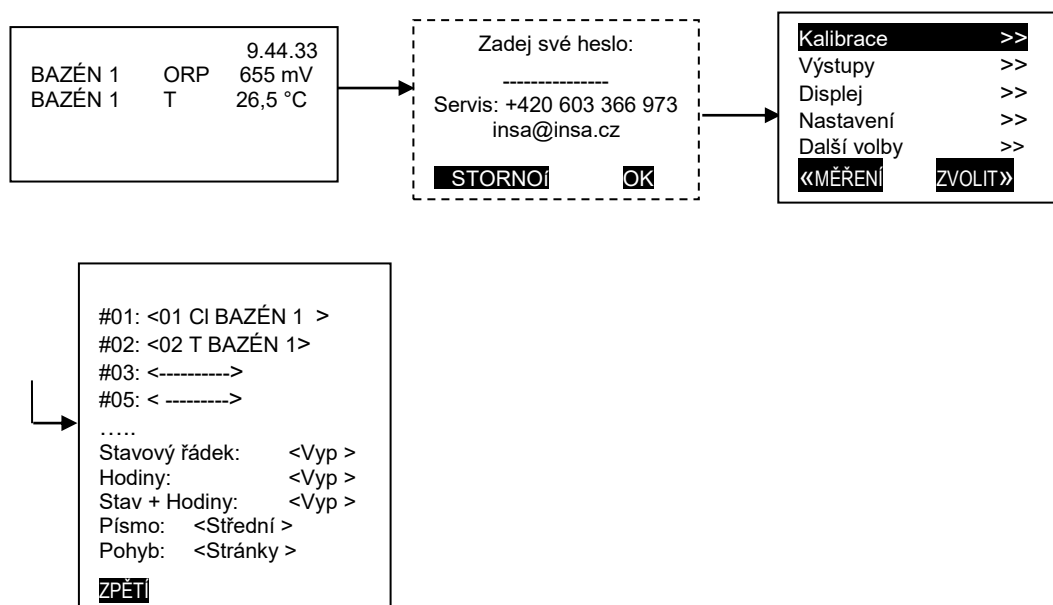 9.44.33
BAZÉN 1 ORP 655 mV
BAZÉN 1 T 26,5 °C
Zadej své heslo:
---------------
Servis: +420 603 366 973
insa@insa.cz
STORNOí OK
Kalibrace >>
Výstupy >>
Displej >>
Nastavení >>
Další volby >>
«MĚŘENÍ ZVOLIT»
#01: <01 Cl BAZÉN 1 >
#02: <02 T BAZÉN 1>
#03: <---------->
#05: < --------->
…..
Stavový řádek: <Vyp >
Hodiny: <Vyp >
Stav + Hodiny: <Vyp >
Písmo: <Střední >
Pohyb: <Stránky >
ZPĚTÍ